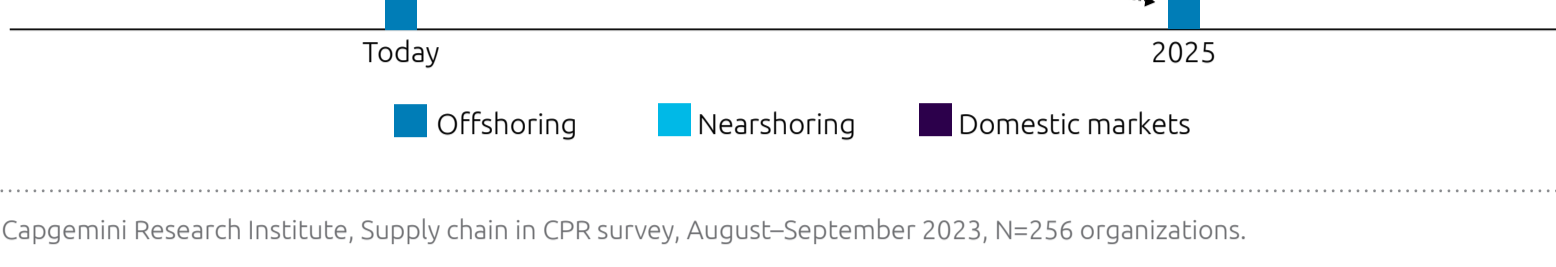 Today 2025
Offshoring Nearshoring Domestic markets
Capgemini Research Institute, Supply chain in CPR survey, August–September 2023, N=256 organizations.